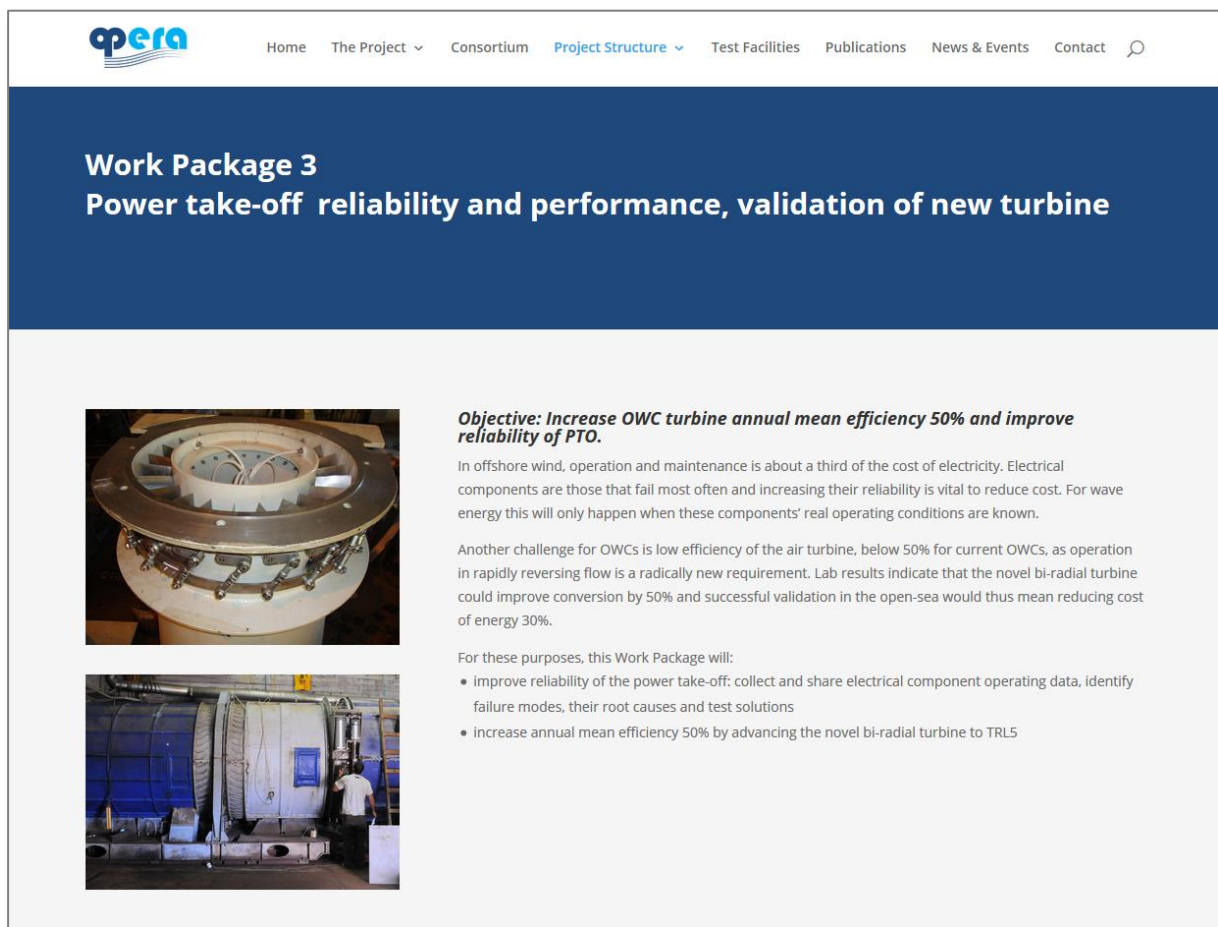 opera
Home The Project Consortium Project Structure Test Facilities Publications News & Events Contact
Work Package 3
Power take-off reliability and performance, validation of new turbine
Objective: Increase OWC turbine annual mean efficiency 50% and improve
reliability of PTO.
In offshore wind, operation and maintenance is about a third of the cost of electricity. Electrical
components are those that fail most often and increasing their reliability is vital to reduce cost. For wave
energy this will only happen when these components’ real operating conditions are known.
Another challenge for OWCs is low efficiency of the air turbine, below 50% for current OWCs, as operation
in rapidly reversing flow is a radically new requirement. Lab results indicate that the novel bi-radial turbine
could improve conversion by 50% and successful validation in the open-sea would thus mean reducing cost
of energy 30%.
For these purposes, this Work Package will:
• improve reliability of the power take-off: collect and share electrical component operating data, identify
failure modes, their root causes and test solutions
• increase annual mean efficiency 50% by advancing the novel bi-radial turbine to TRL5